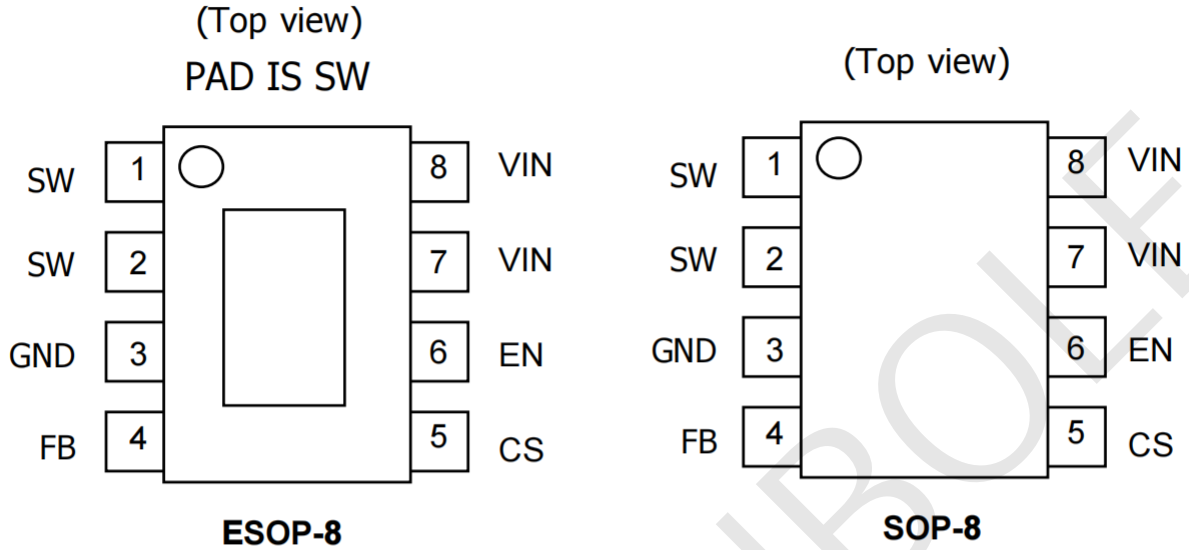 (Top view)
PAD IS SW
SW 1 8 VIN
SW 2 7 VIN
GND 3 6 EN
FB 4 5 CS
ESOP-8
(Top view)
SW 1 8 VIN
SW 2 7 VIN
GND 3 6 EN
FB 4 5 CS
SOP-8